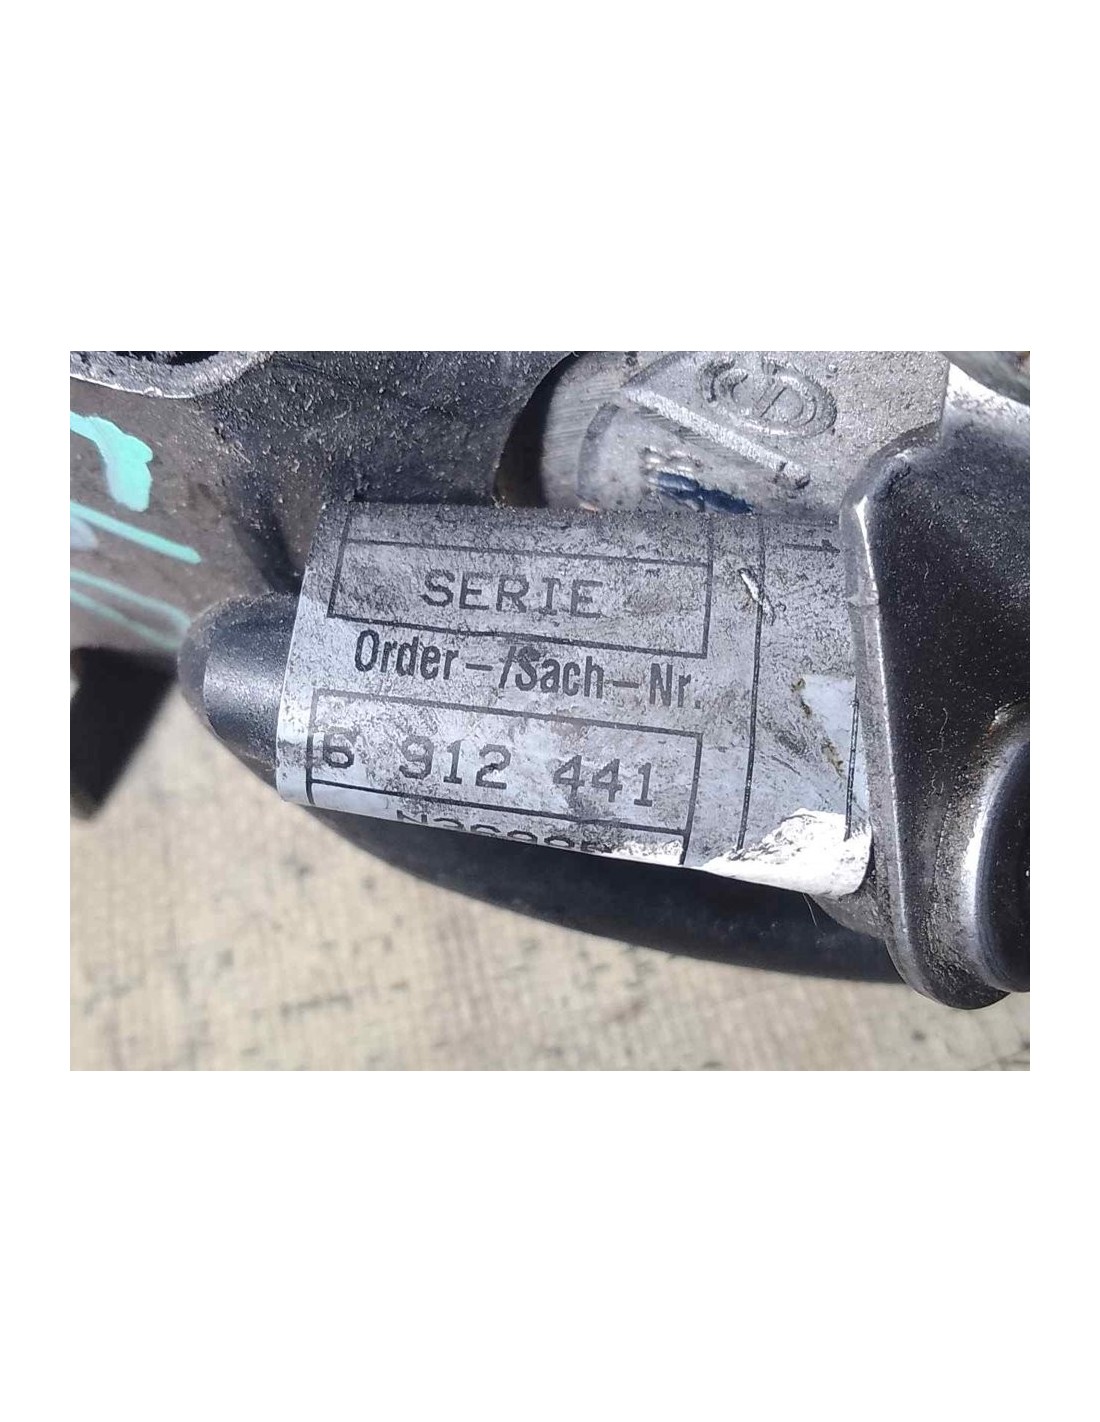 SERIE
Order-/Sach-Nr.
6 912 441